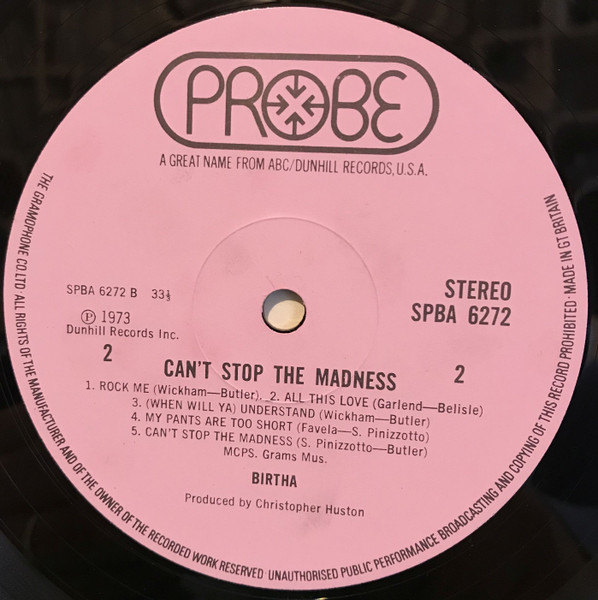 PROBE
A GREAT NAME FROM ABC/DUNHILL RECORDS, U.S.A.
SPBA 6272 B 33⅓
Ⓟ 1973
Dunhill Records Inc.
STEREO
SPBA 6272
2
2
CAN'T STOP THE MADNESS
1. ROCK ME (Wickham—Butler). 2. ALL THIS LOVE (Garlend—Belisle)
3. (WHEN WILL YA) UNDERSTAND (Wickham—Butler)
4. MY PANTS ARE TOO SHORT (Favela—S. Pinizzotto)
5. CAN'T STOP THE MADNESS (S. Pinizzotto—Butler)
MCPS. Grams Mus.
BIRTHA
Produced by Christopher Huston
THE GRAMOPHONE CO. LTD · ALL RIGHTS OF THE MANUFACTURER AND OF THE OWNER OF THE RECORDED WORK RESERVED UNAUTHORISED PUBLIC PERFORMANCE BROADCASTING AND COPYING OF THIS RECORD PROHIBITED · MADE IN GT BRITAIN